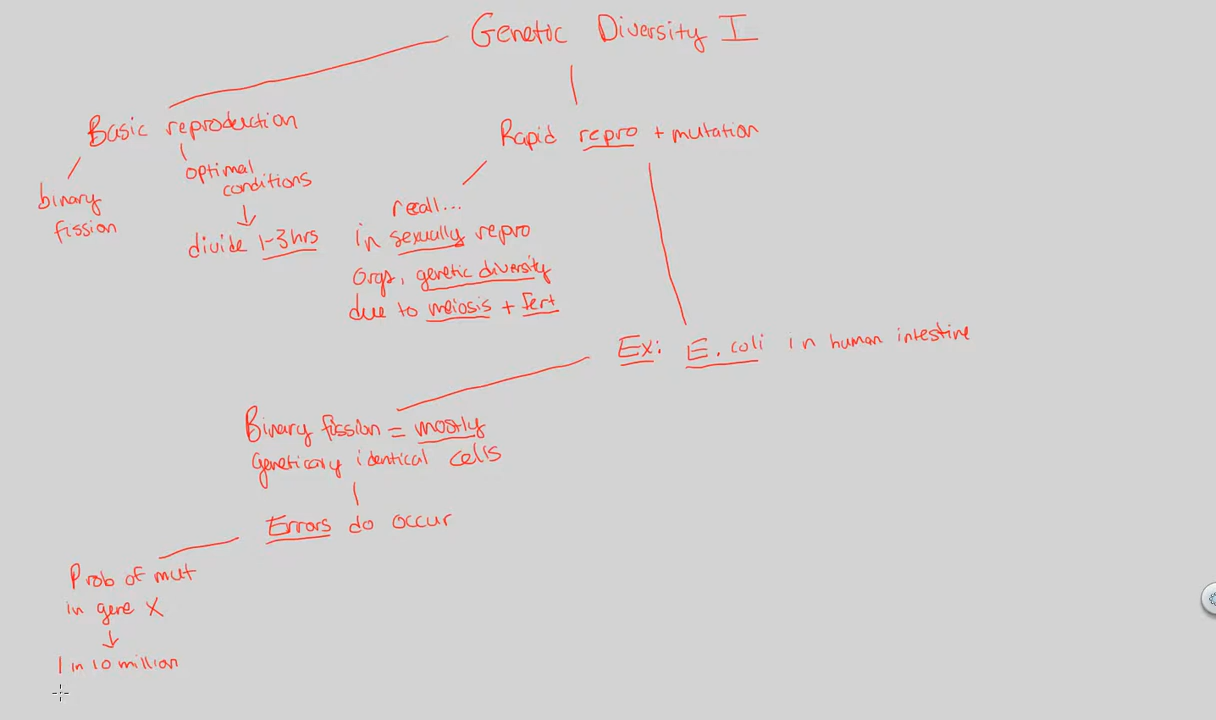 Genetic Diversity I
Basic reproduction
binary
fission
optimal
conditions
divide 1-3hrs
Rapid repro + mutation
recall...
in sexually repro
orgs, genetic diversity
due to meiosis + fert
Ex: E. coli in human intestine
Binary fission = mostly
genetically identical cells
Errors do occur
Prob of mut
in gene X
1 in 10 million